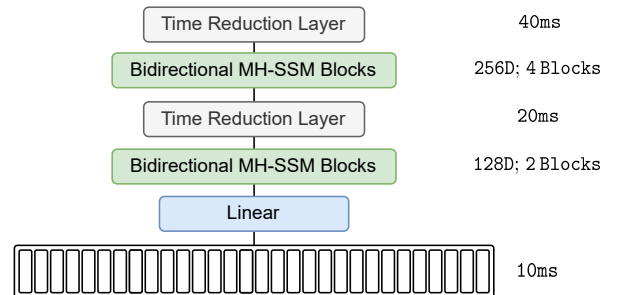 Time Reduction Layer 40ms
Bidirectional MH-SSM Blocks 256D; 4 Blocks
Time Reduction Layer 20ms
Bidirectional MH-SSM Blocks 128D; 2 Blocks
Linear
10ms